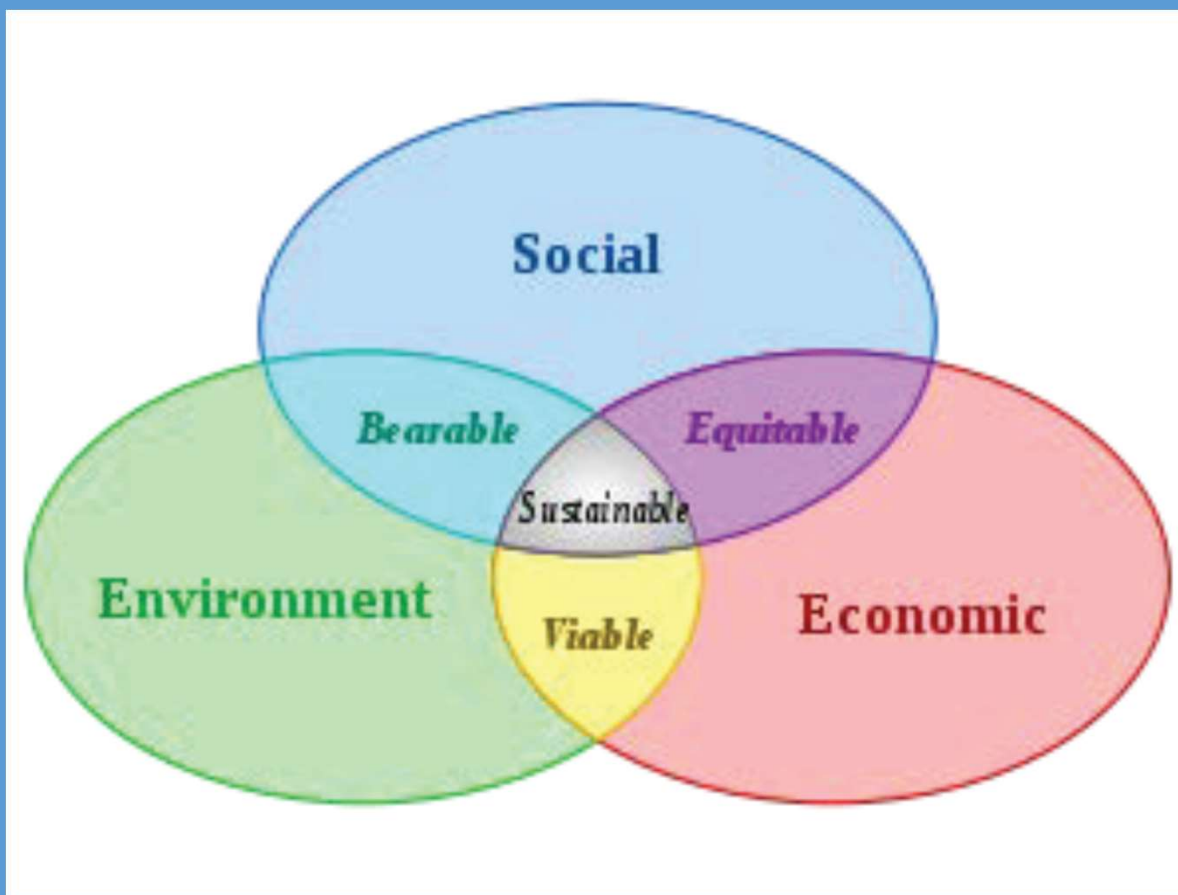 Social
Bearable
Equitable
Sustainable
Environment
Economic
Viable